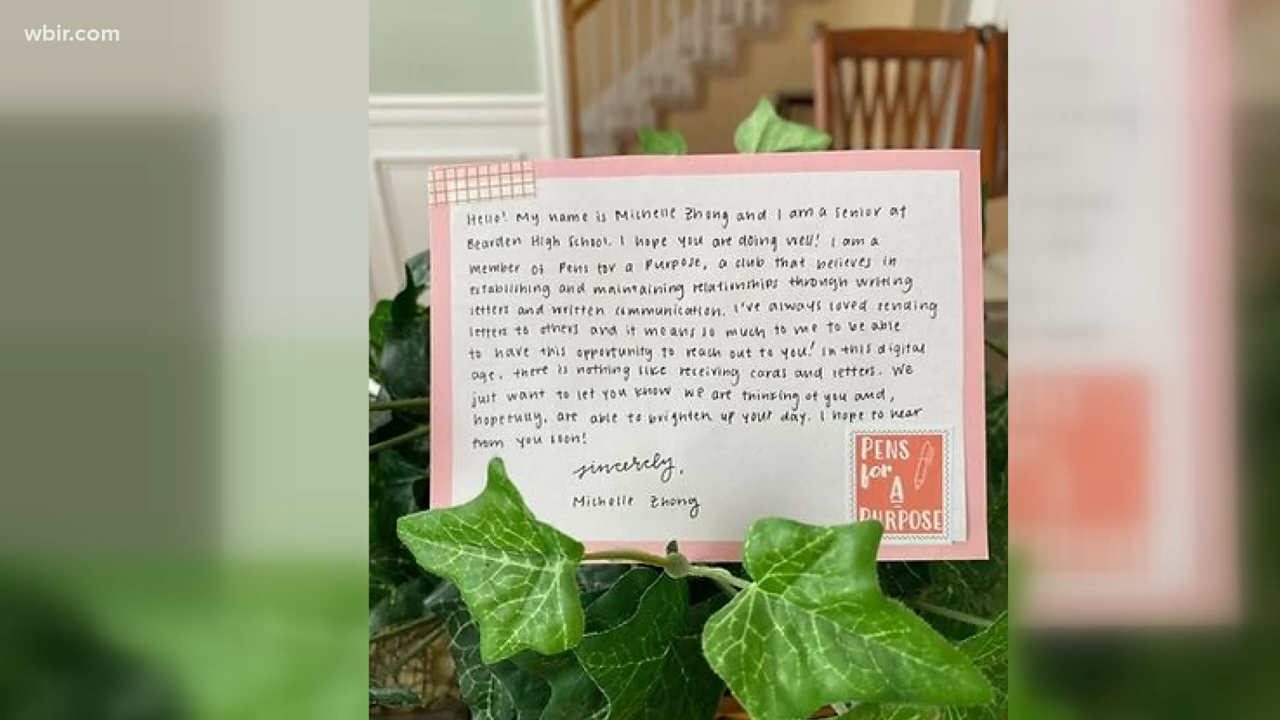 wbir.com
Hello! My name is Michelle Zhong and I am a senior at
Bearden High School. I hope you are doing well! I am a
member of Pens for a Purpose, a club that believes in
establishing and maintaining relationships through writing
letters and written communication. I've always loved sending
letters to others and it means so much to me to be able
to have this opportunity to reach out to you! In this digital
age, there is nothing like receiving cards and letters. We
just want to let you know we are thinking of you and,
hopefully, are able to brighten up your day. I hope to hear
from you soon!
sincerely,
Michelle Zhong
PENS
for
A
PURPOSE